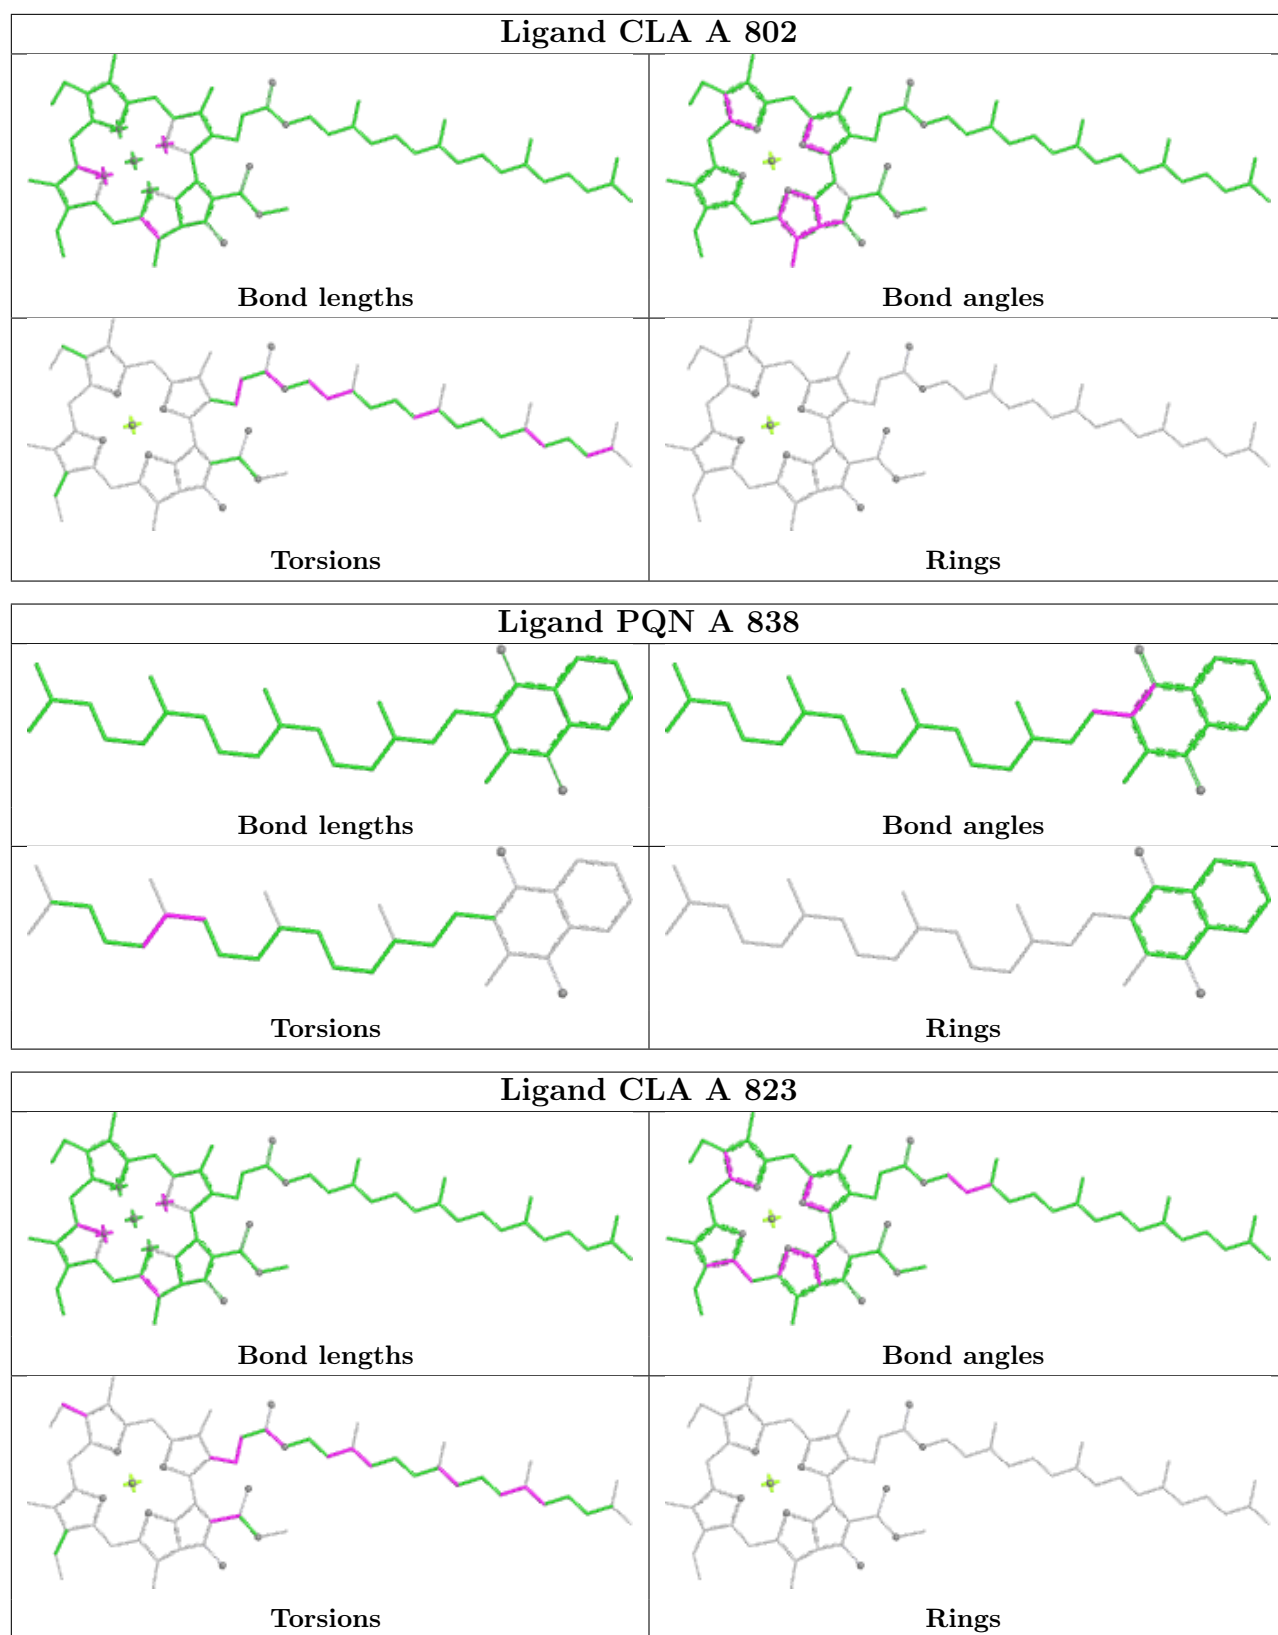 Ligand CLA A 802
Bond lengths
Bond angles
Torsions
Rings
Ligand PQN A 838
Bond lengths
Bond angles
Torsions
Rings
Ligand CLA A 823
Bond lengths
Bond angles
Torsions
Rings